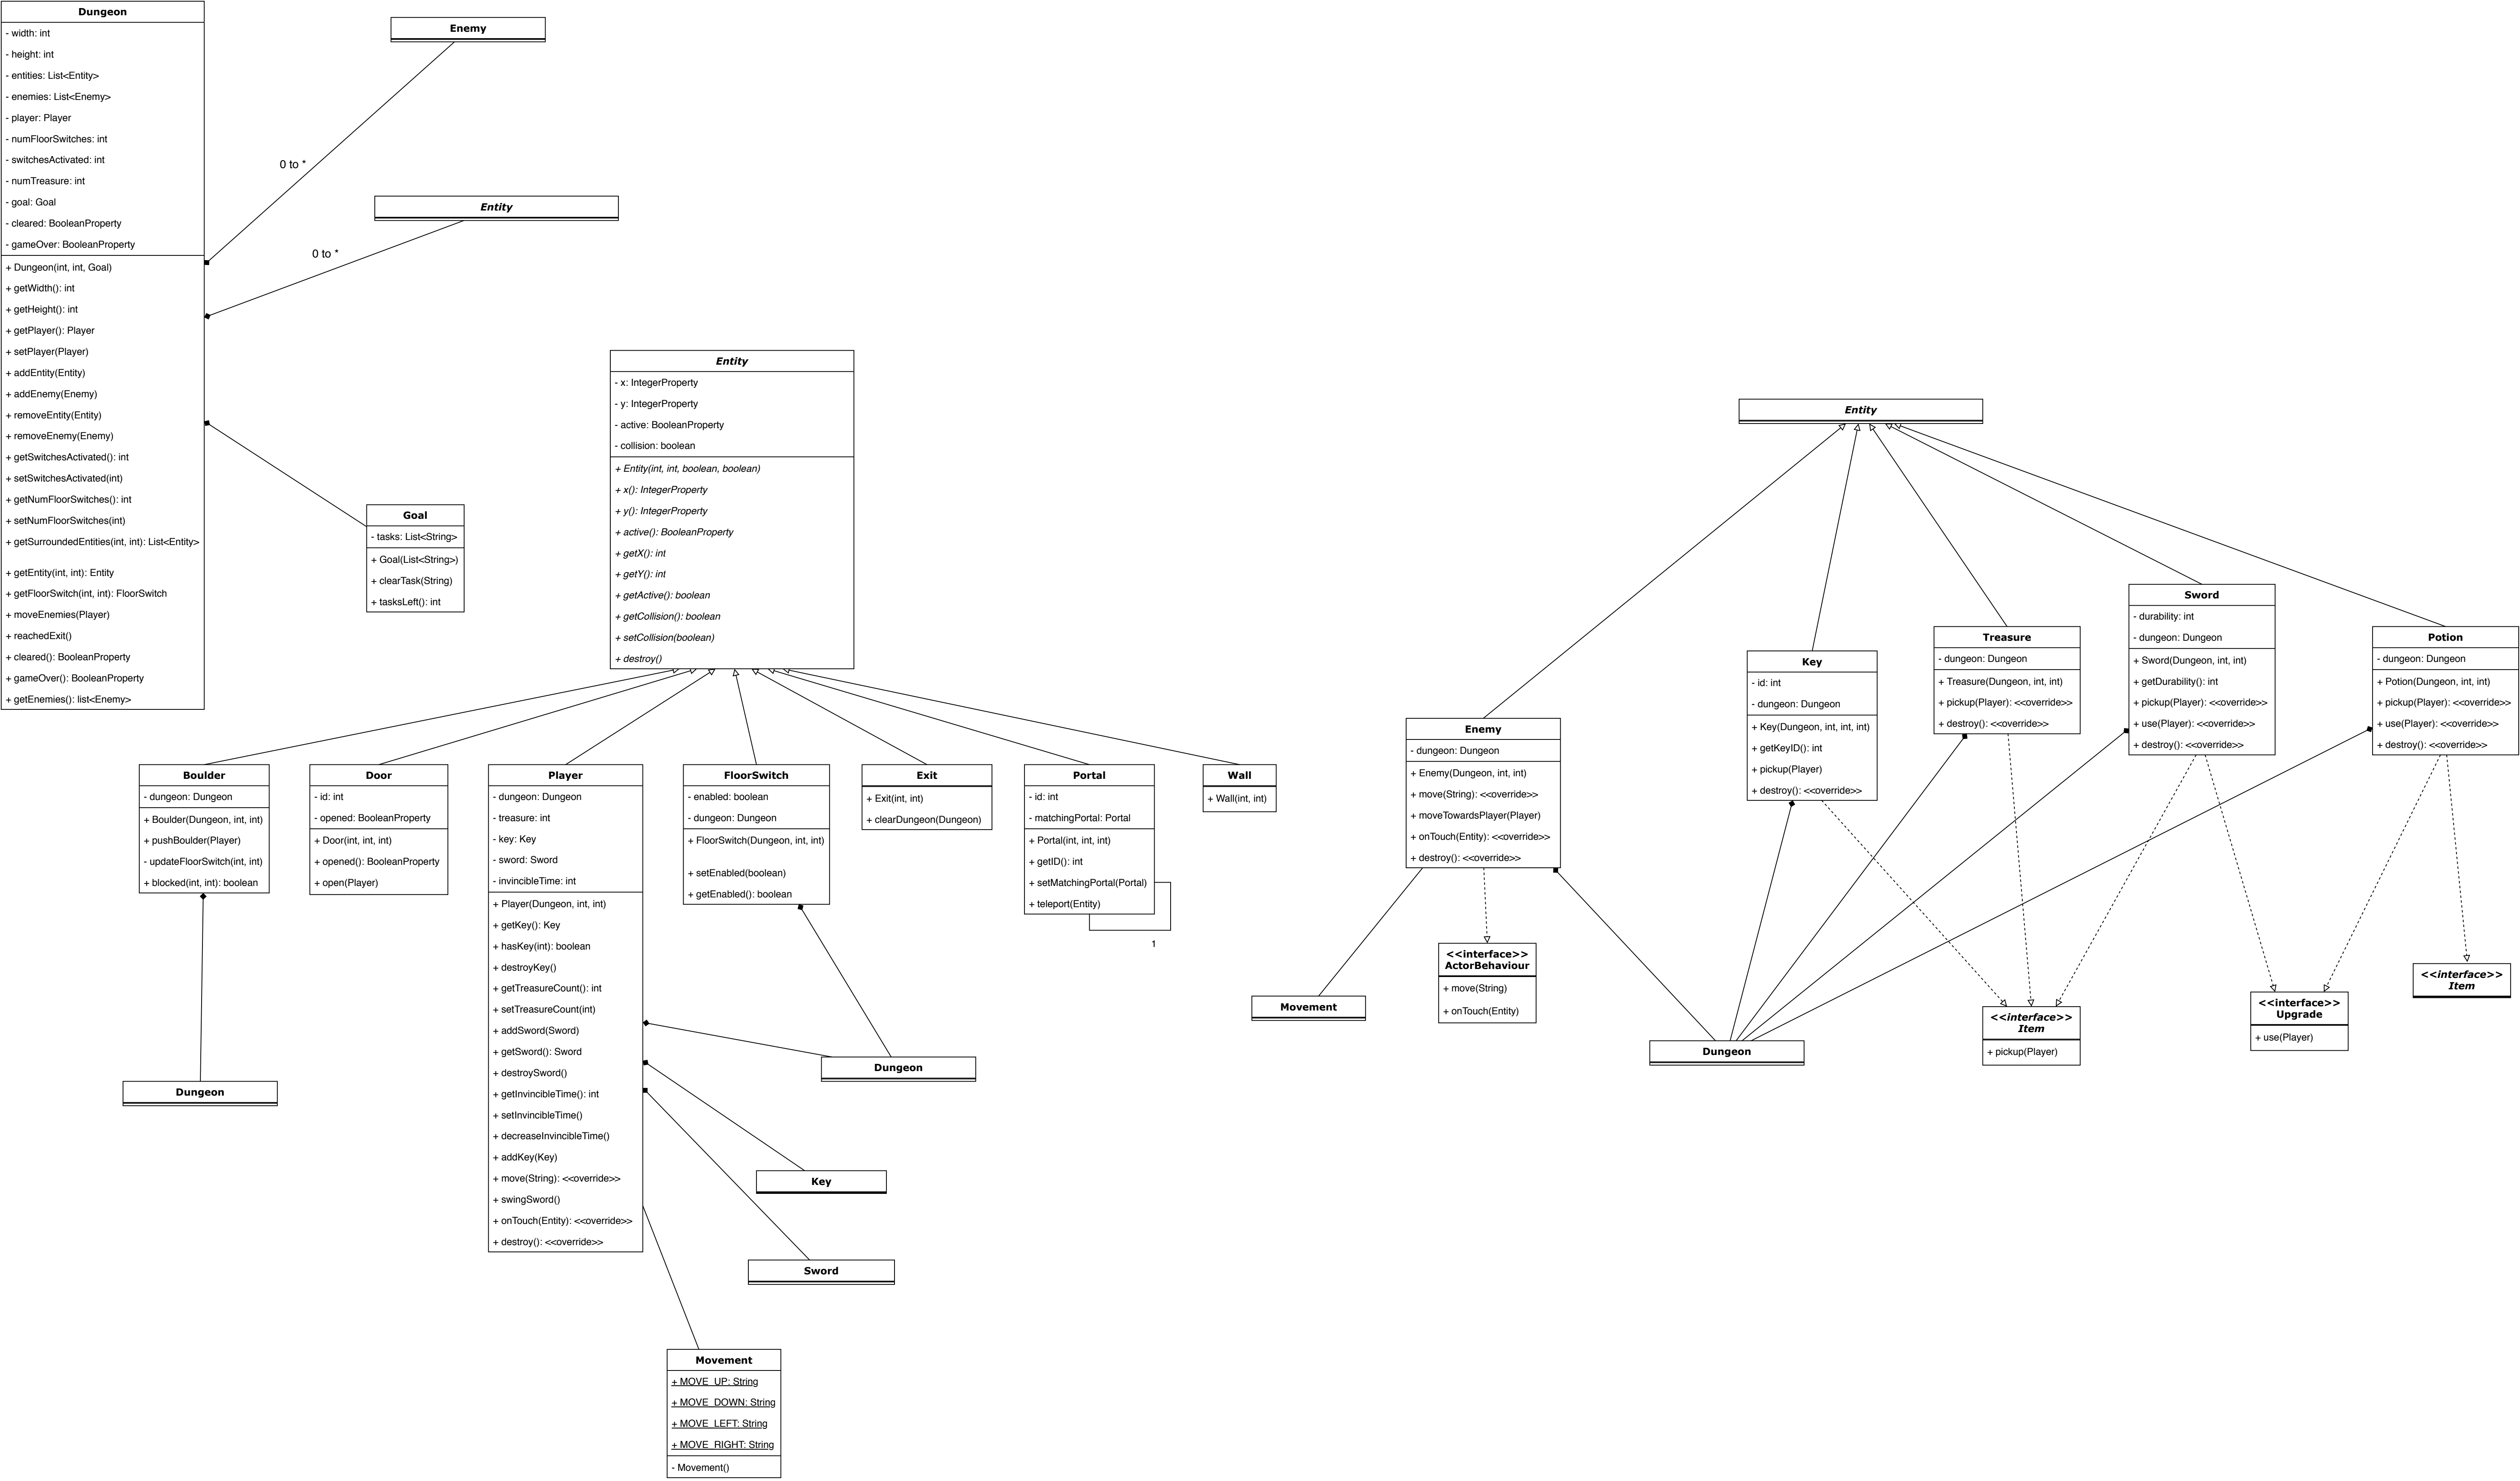 Dungeon
- width: int
- height: int
- entities: List<Entity>
- enemies: List<Enemy>
- player: Player
- numFloorSwitches: int
- switchesActivated: int
- numTreasure: int
- goal: Goal
- cleared: BooleanProperty
- gameOver: BooleanProperty
+ Dungeon(int, int, Goal)
+ getWidth(): int
+ getHeight(): int
+ getPlayer(): Player
+ setPlayer(Player)
+ addEntity(Entity)
+ addEnemy(Enemy)
+ removeEntity(Entity)
+ removeEnemy(Enemy)
+ getSwitchesActivated(): int
+ setSwitchesActivated(int)
+ getNumFloorSwitches(): int
+ setNumFloorSwitches(int)
+ getSurroundedEntities(int, int): List<Entity>
+ getEntity(int, int): Entity
+ getFloorSwitch(int, int): FloorSwitch
+ moveEnemies(Player)
+ reachedExit()
+ cleared(): BooleanProperty
+ gameOver(): BooleanProperty
+ getEnemies(): list<Enemy>
Enemy
0 to *
Entity
0 to *
Goal
- tasks: List<String>
+ Goal(List<String>)
+ clearTask(String)
+ tasksLeft(): int
Entity
- x: IntegerProperty
- y: IntegerProperty
- active: BooleanProperty
- collision: boolean
+ Entity(int, int, boolean, boolean)
+ x(): IntegerProperty
+ y(): IntegerProperty
+ active(): BooleanProperty
+ getX(): int
+ getY(): int
+ getActive(): boolean
+ getCollision(): boolean
+ setCollision(boolean)
+ destroy()
Boulder
- dungeon: Dungeon
+ Boulder(Dungeon, int, int)
+ pushBoulder(Player)
- updateFloorSwitch(int, int)
+ blocked(int, int): boolean
Dungeon
Door
- id: int
- opened: BooleanProperty
+ Door(int, int, int)
+ opened(): BooleanProperty
+ open(Player)
Player
- dungeon: Dungeon
- treasure: int
- key: Key
- sword: Sword
- invincibleTime: int
+ Player(Dungeon, int, int)
+ getKey(): Key
+ hasKey(int): boolean
+ destroyKey()
+ getTreasureCount(): int
+ setTreasureCount(int)
+ addSword(Sword)
+ getSword(): Sword
+ destroySword()
+ getInvincibleTime(): int
+ setInvincibleTime()
+ decreaseInvincibleTime()
+ addKey(Key)
+ move(String): <<override>>
+ swingSword()
+ onTouch(Entity): <<override>>
+ destroy(): <<override>>
FloorSwitch
- enabled: boolean
- dungeon: Dungeon
+ FloorSwitch(Dungeon, int, int)
+ setEnabled(boolean)
+ getEnabled(): boolean
Dungeon
Key
Sword
Movement
+ MOVE_UP: String
+ MOVE_DOWN: String
+ MOVE_LEFT: String
+ MOVE_RIGHT: String
- Movement()
Exit
+ Exit(int, int)
+ clearDungeon(Dungeon)
Portal
- id: int
- matchingPortal: Portal
+ Portal(int, int, int)
+ getID(): int
+ setMatchingPortal(Portal)
+ teleport(Entity)
1
Wall
+ Wall(int, int)
Entity
Enemy
- dungeon: Dungeon
+ Enemy(Dungeon, int, int)
+ move(String): <<override>>
+ moveTowardsPlayer(Player)
+ onTouch(Entity): <<override>>
+ destroy(): <<override>>
Movement
<<interface>>
ActorBehaviour
+ move(String)
+ onTouch(Entity)
Key
- id: int
- dungeon: Dungeon
+ Key(Dungeon, int, int, int)
+ getKeyID(): int
+ pickup(Player)
+ destroy(): <<override>>
Dungeon
Treasure
- dungeon: Dungeon
+ Treasure(Dungeon, int, int)
+ pickup(Player): <<override>>
+ destroy(): <<override>>
<<interface>>
Item
+ pickup(Player)
Sword
- durability: int
- dungeon: Dungeon
+ Sword(Dungeon, int, int)
+ getDurability(): int
+ pickup(Player): <<override>>
+ use(Player): <<override>>
+ destroy(): <<override>>
<<interface>>
Upgrade
+ use(Player)
Potion
- dungeon: Dungeon
+ Potion(Dungeon, int, int)
+ pickup(Player): <<override>>
+ use(Player): <<override>>
+ destroy(): <<override>>
<<interface>>
Item